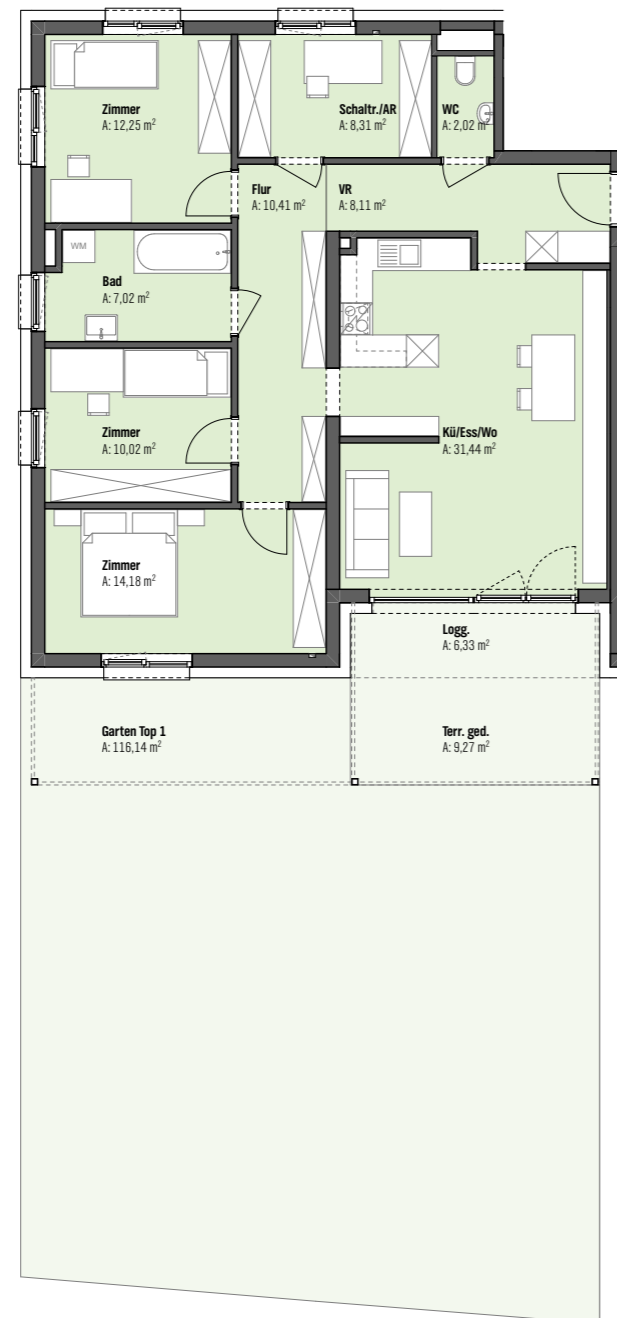 Zimmer
A: 12,25 m²
Schaltr./AR
A: 8,31 m²
WC
A: 2,02 m²
Flur
A: 10,41 m²
VR
A: 8,11 m²
WM
Bad
A: 7,02 m²
Zimmer
A: 10,02 m²
Kü/Ess/Wo
A: 31,44 m²
Zimmer
A: 14,18 m²
Logg.
A: 6,33 m²
Garten Top 1
A: 116,14 m²
Terr. ged.
A: 9,27 m²